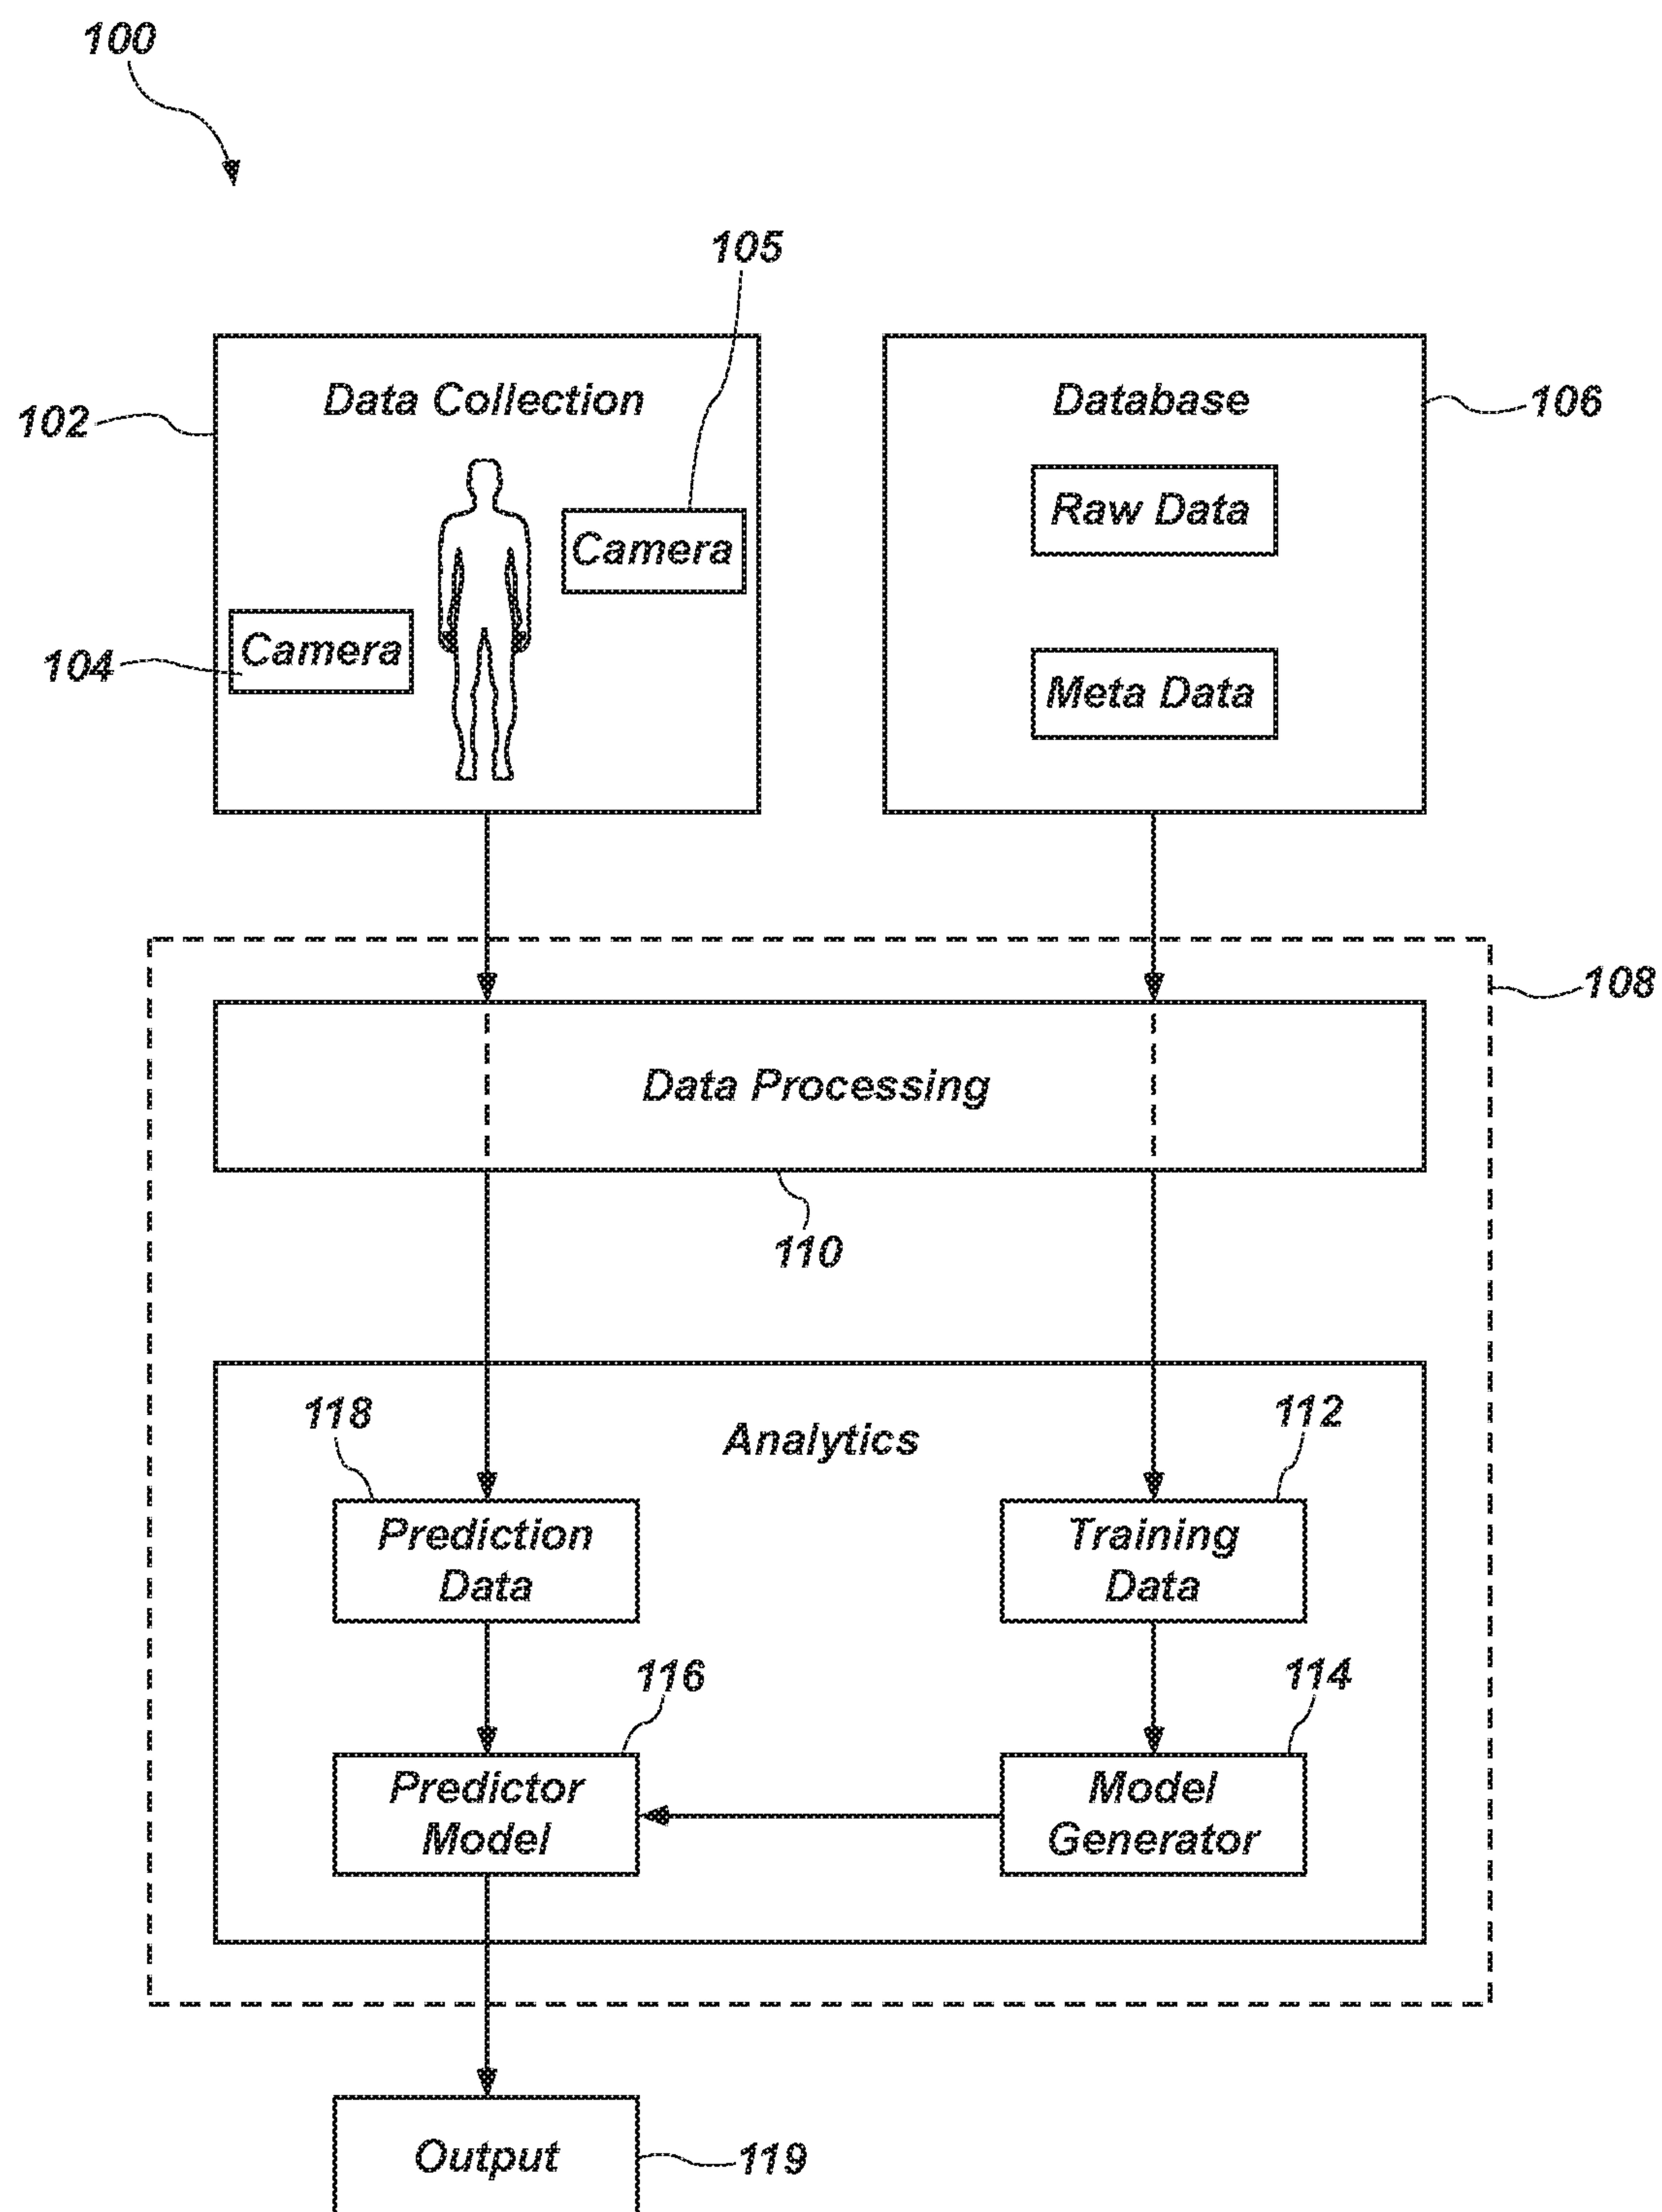 100
105
Data Collection
102
Camera
Camera
104
Database
106
Raw Data
Meta Data
108
Data Processing
110
Analytics
118
112
Prediction
Data
Training
Data
116
114
Predictor
Model
Model
Generator
Output
119